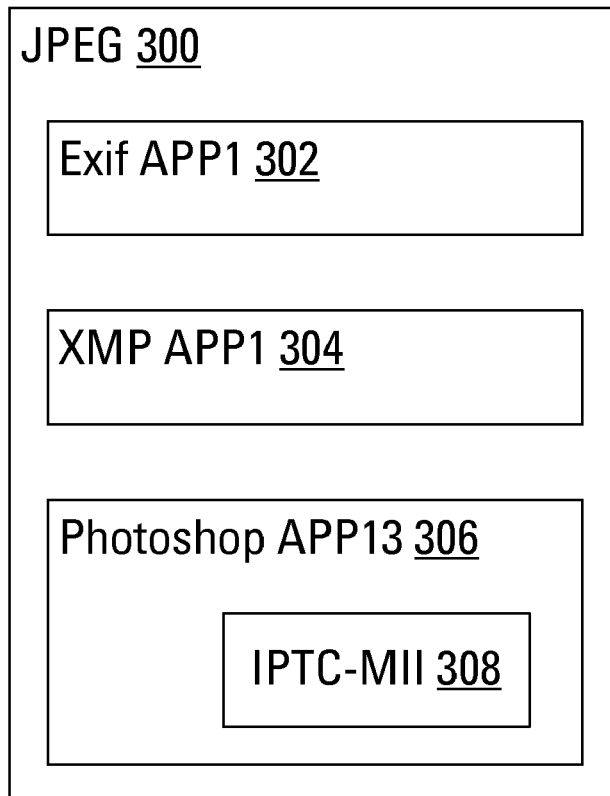 JPEG 300
Exif APP1 302
XMP APP1 304
Photoshop APP13 306
IPTC-MII 308